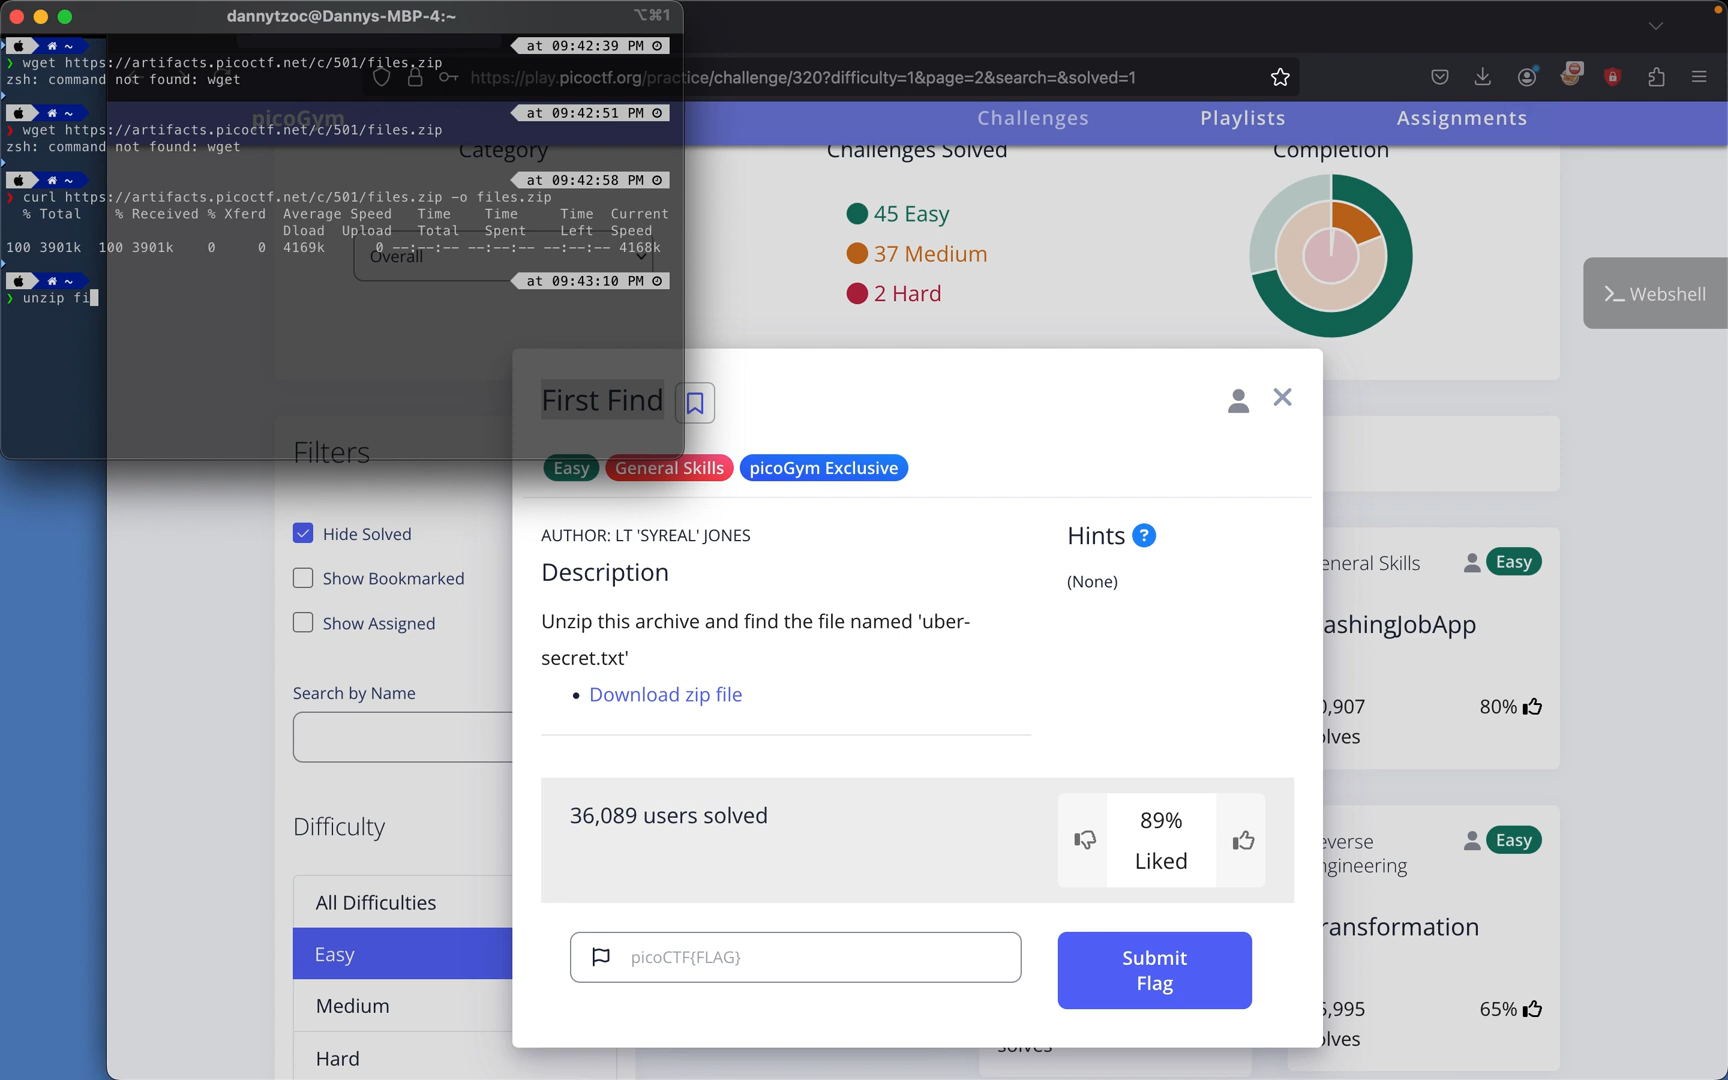 dannytzoc@Dannys-MBP-4:~
⌥⌘1
~
at 09:42:39 PM
❯ wget https://artifacts.picoctf.net/c/501/files.zip
zsh: command not found: wget
~
at 09:42:51 PM
❯ wget https://artifacts.picoctf.net/c/501/files.zip
zsh: command not found: wget
~
at 09:42:58 PM
❯ curl https://artifacts.picoctf.net/c/501/files.zip -o files.zip
% Total % Received % Xferd Average Speed Time Time Time Current
Dload Upload Total Spent Left Speed
100 3901k 100 3901k 0 0 4169k 0 --:--:-- --:--:-- --:--:-- 4168k
~
at 09:43:10 PM
❯ unzip fi
https://play.picoctf.org/practice/challenge/320?difficulty=1&page=2&search=&solved=1
picoGym
Challenges
Playlists
Assignments
Category
Challenges Solved
Completion
Overall
45 Easy
37 Medium
2 Hard
Webshell
First Find
Easy
General Skills
picoGym Exclusive
AUTHOR: LT 'SYREAL' JONES
Description
Unzip this archive and find the file named 'uber-
secret.txt'
• Download zip file
Hints ?
(None)
36,089 users solved
89%
Liked
picoCTF{FLAG}
Submit
Flag
Filters
Hide Solved
Show Bookmarked
Show Assigned
Search by Name
Difficulty
All Difficulties
Easy
Medium
Hard
eneral Skills
Easy
ashingJobApp
,907
lves
80%
everse
ngineering
Easy
ransformation
,995
lves
65%
solves